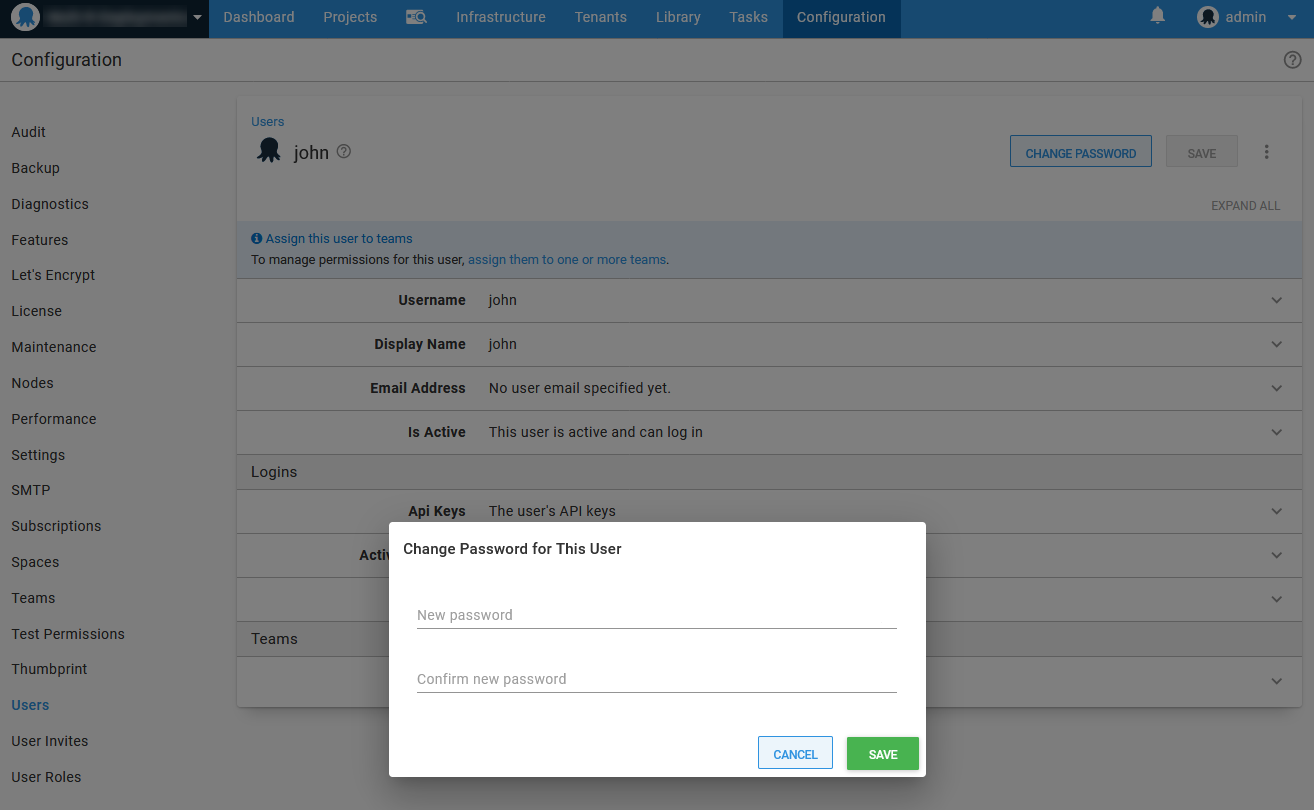 Dashboard Projects Infrastructure Tenants Library Tasks Configuration admin
Configuration
Audit
Backup
Diagnostics
Features
Let's Encrypt
License
Maintenance
Nodes
Performance
Settings
SMTP
Subscriptions
Spaces
Teams
Test Permissions
Thumbprint
Users
User Invites
User Roles
Users
john
CHANGE PASSWORD SAVE
EXPAND ALL
Assign this user to teams
To manage permissions for this user, assign them to one or more teams.
Username john
Display Name john
Email Address No user email specified yet.
Is Active This user is active and can log in
Logins
Api Keys The user's API keys
Teams
Change Password for This User
New password
Confirm new password
CANCEL SAVE